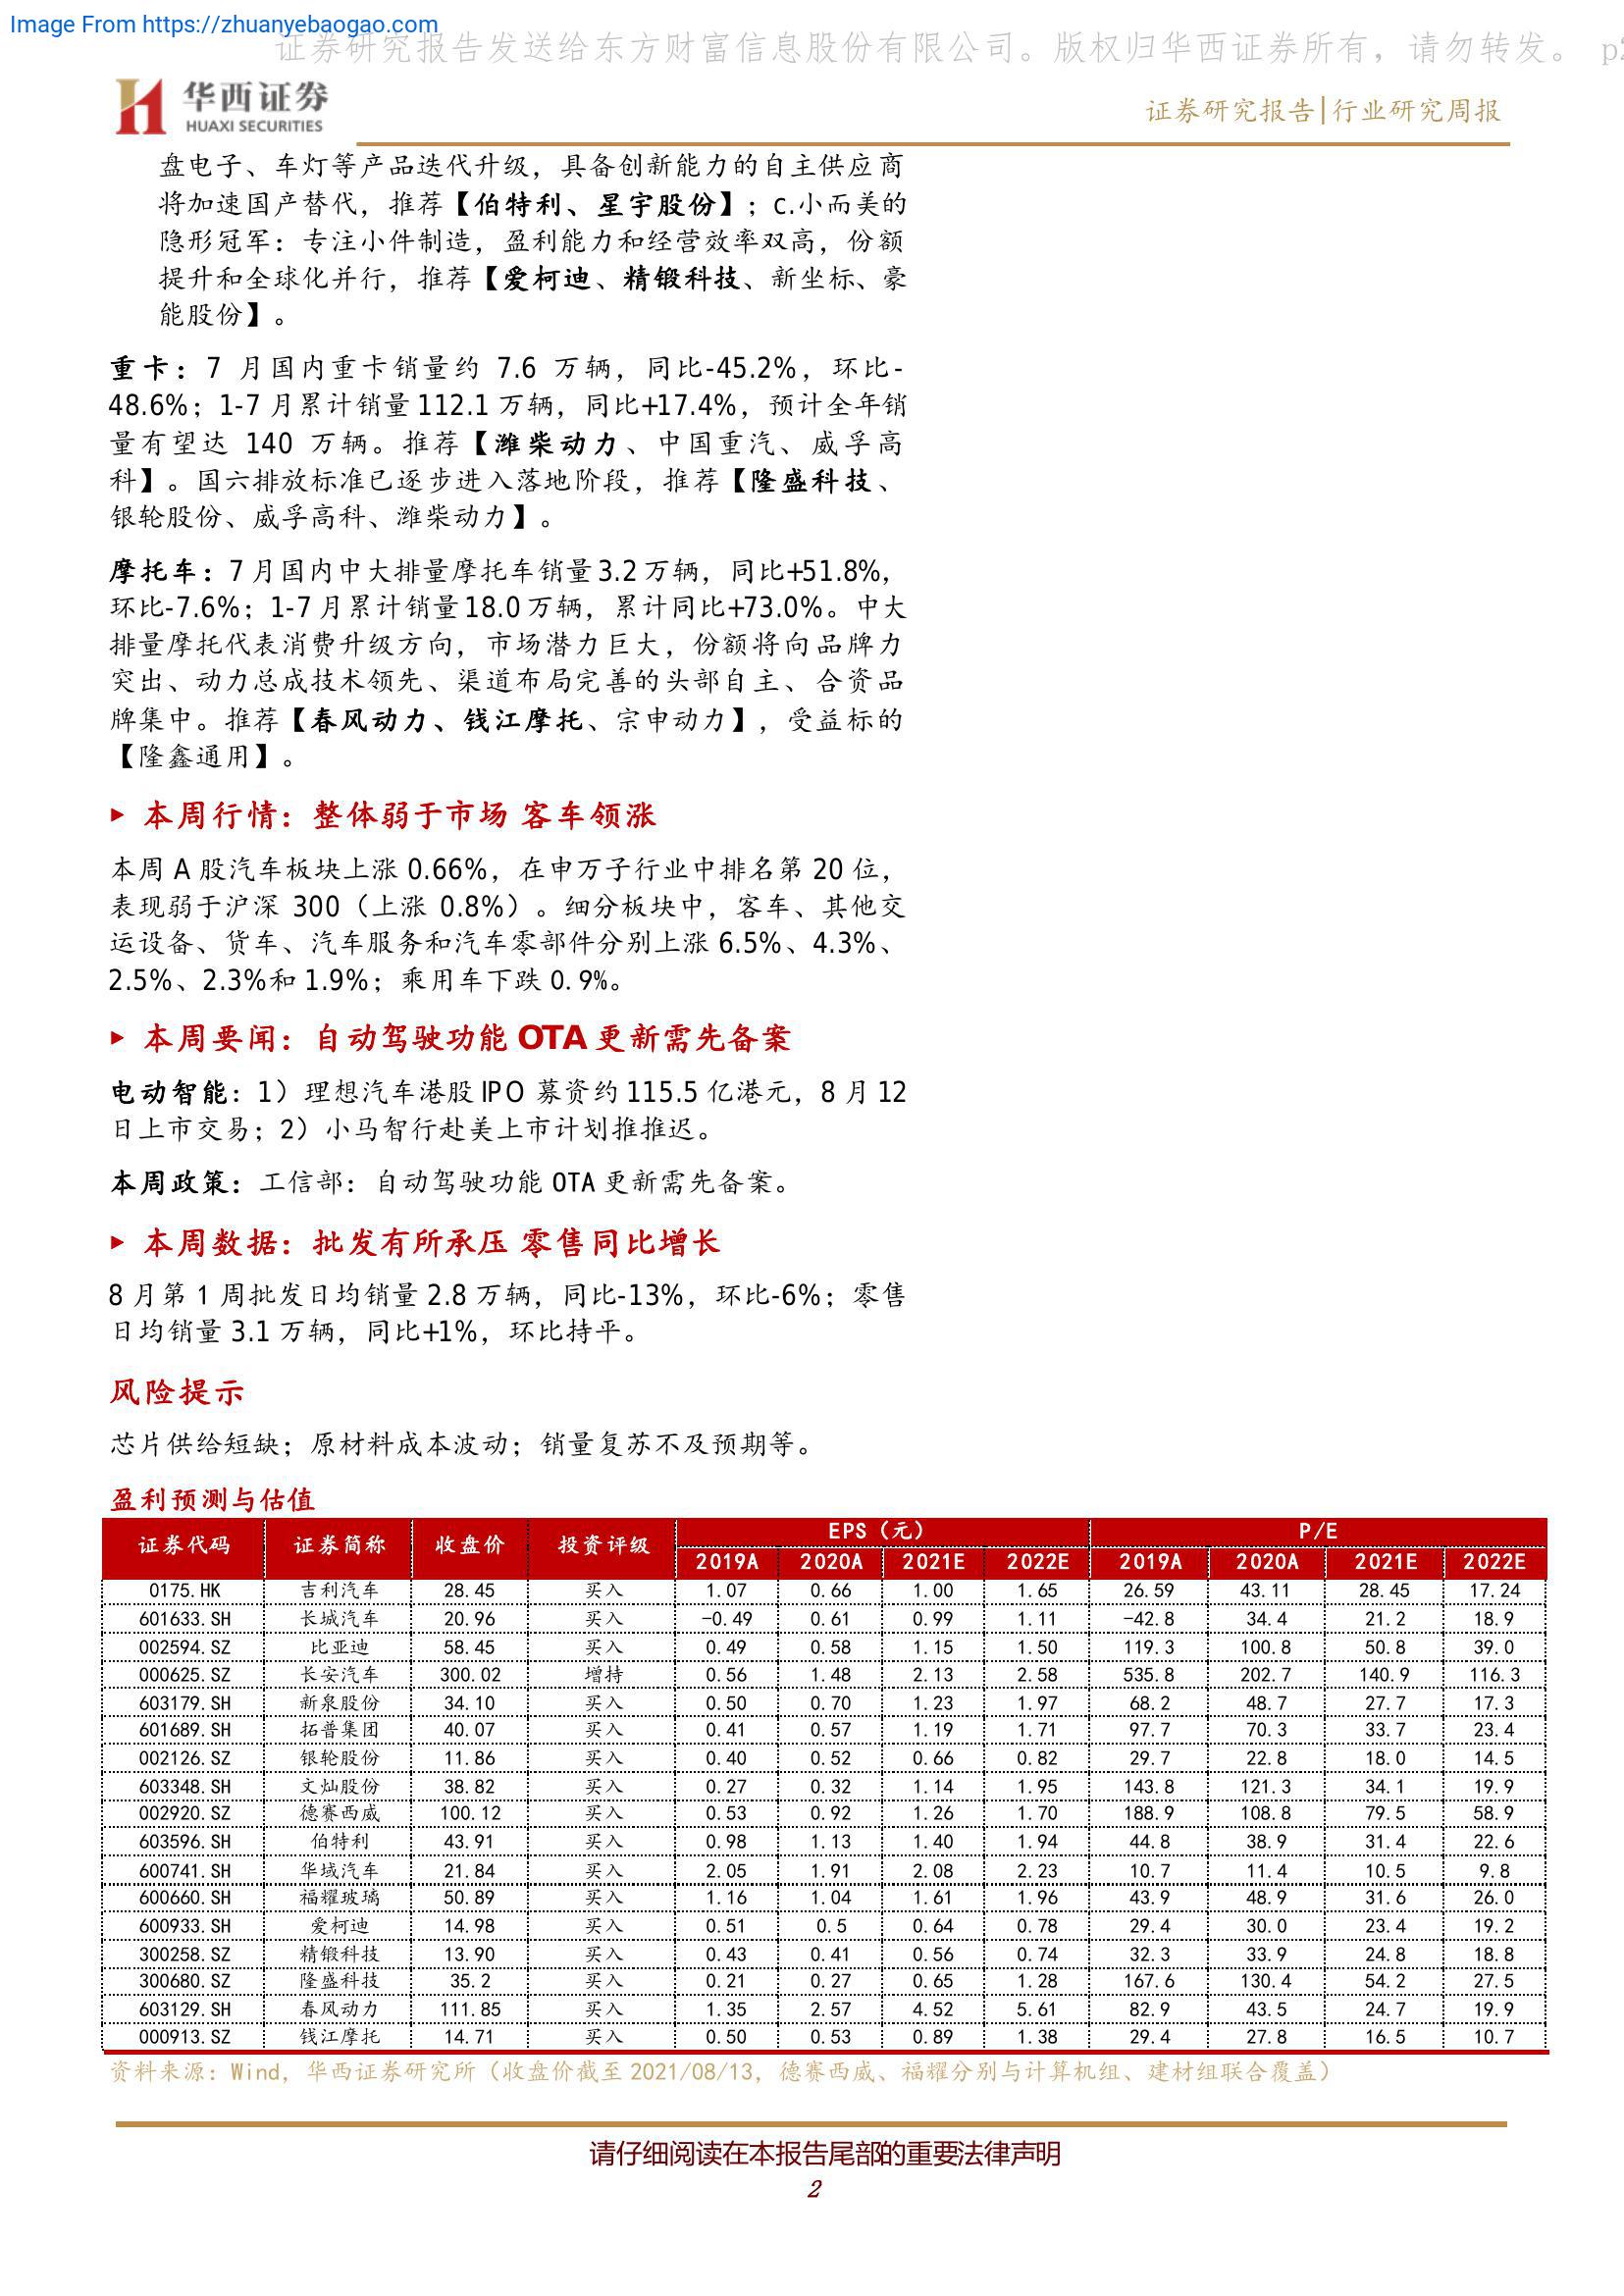 Image From https://zhuanyebaogao.com
证券研究报告发送给东方财富信息股份有限公司。版权归华西证券所有，请勿转发。 p2
华西证券
HUAXI SECURITIES
证券研究报告|行业研究周报
盘电子、车灯等产品迭代升级，具备创新能力的自主供应商
将加速国产替代，推荐【伯特利、星宇股份】；c.小而美的
隐形冠军：专注小件制造，盈利能力和经营效率双高，份额
提升和全球化并行，推荐【爱柯迪、精锻科技、新坐标、豪
能股份】。
重卡：7 月国内重卡销量约 7.6 万辆，同比-45.2%，环比-
48.6%；1-7 月累计销量 112.1 万辆，同比+17.4%，预计全年销
量有望达 140 万辆。推荐【潍柴动力、中国重汽、威孚高
科】。国六排放标准已逐步进入落地阶段，推荐【隆盛科技、
银轮股份、威孚高科、潍柴动力】。
摩托车：7 月国内中大排量摩托车销量 3.2 万辆，同比+51.8%，
环比-7.6%；1-7 月累计销量 18.0 万辆，累计同比+73.0%。中大
排量摩托代表消费升级方向，市场潜力巨大，份额将向品牌力
突出、动力总成技术领先、渠道布局完善的头部自主、合资品
牌集中。推荐【春风动力、钱江摩托、宗申动力】，受益标的
【隆鑫通用】。
▶ 本周行情：整体弱于市场 客车领涨
本周 A 股汽车板块上涨 0.66%，在申万子行业中排名第 20 位，
表现弱于沪深 300（上涨 0.8%）。细分板块中，客车、其他交
运设备、货车、汽车服务和汽车零部件分别上涨 6.5%、4.3%、
2.5%、2.3%和 1.9%；乘用车下跌 0.9%。
▶ 本周要闻：自动驾驶功能 OTA 更新需先备案
电动智能：1）理想汽车港股 IPO 募资约 115.5 亿港元，8 月 12
日上市交易；2）小马智行赴美上市计划推推迟。
本周政策：工信部：自动驾驶功能 OTA 更新需先备案。
▶ 本周数据：批发有所承压 零售同比增长
8 月第 1 周批发日均销量 2.8 万辆，同比-13%，环比-6%；零售
日均销量 3.1 万辆，同比+1%，环比持平。
风险提示
芯片供给短缺；原材料成本波动；销量复苏不及预期等。
盈利预测与估值
证券代码 证券简称 收盘价 投资评级 EPS（元） P/E
2019A 2020A 2021E 2022E 2019A 2020A 2021E 2022E
0175.HK 吉利汽车 28.45 买入 1.07 0.66 1.00 1.65 26.59 43.11 28.45 17.24
601633.SH 长城汽车 20.96 买入 -0.49 0.61 0.99 1.11 -42.8 34.4 21.2 18.9
002594.SZ 比亚迪 58.45 买入 0.49 0.58 1.15 1.50 119.3 100.8 50.8 39.0
000625.SZ 长安汽车 300.02 增持 0.56 1.48 2.13 2.58 535.8 202.7 140.9 116.3
603179.SH 新泉股份 34.10 买入 0.50 0.70 1.23 1.97 68.2 48.7 27.7 17.3
601689.SH 拓普集团 40.07 买入 0.41 0.57 1.19 1.71 97.7 70.3 33.7 23.4
002126.SZ 银轮股份 11.86 买入 0.40 0.52 0.66 0.82 29.7 22.8 18.0 14.5
603348.SH 文灿股份 38.82 买入 0.27 0.32 1.14 1.95 143.8 121.3 34.1 19.9
002920.SZ 德赛西威 100.12 买入 0.53 0.92 1.26 1.70 188.9 108.8 79.5 58.9
603596.SH 伯特利 43.91 买入 0.98 1.13 1.40 1.94 44.8 38.9 31.4 22.6
600741.SH 华域汽车 21.84 买入 2.05 1.91 2.08 2.23 10.7 11.4 10.5 9.8
600660.SH 福耀玻璃 50.89 买入 1.16 1.04 1.61 1.96 43.9 48.9 31.6 26.0
600933.SH 爱柯迪 14.98 买入 0.51 0.5 0.64 0.78 29.4 30.0 23.4 19.2
300258.SZ 精锻科技 13.90 买入 0.43 0.41 0.56 0.74 32.3 33.9 24.8 18.8
300680.SZ 隆盛科技 35.2 买入 0.21 0.27 0.65 1.28 167.6 130.4 54.2 27.5
603129.SH 春风动力 111.85 买入 1.35 2.57 4.52 5.61 82.9 43.5 24.7 19.9
000913.SZ 钱江摩托 14.71 买入 0.50 0.53 0.89 1.38 29.4 27.8 16.5 10.7
资料来源：Wind，华西证券研究所（收盘价截至 2021/08/13，德赛西威、福耀分别与计算机组、建材组联合覆盖）
请仔细阅读在本报告尾部的重要法律声明
2